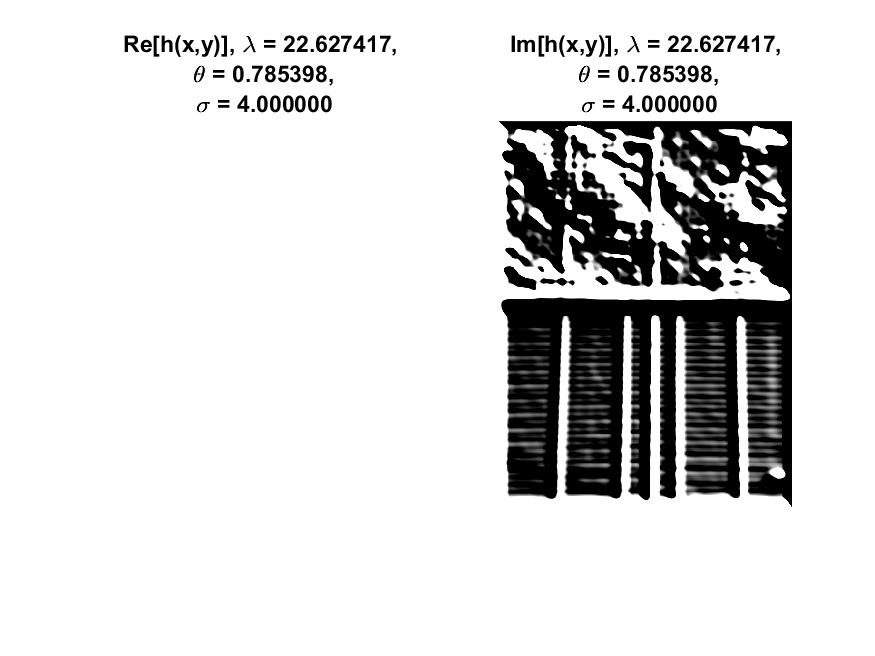 Re[h(x,y)], λ = 22.627417,
θ = 0.785398,
σ = 4.000000
Im[h(x,y)], λ = 22.627417,
θ = 0.785398,
σ = 4.000000